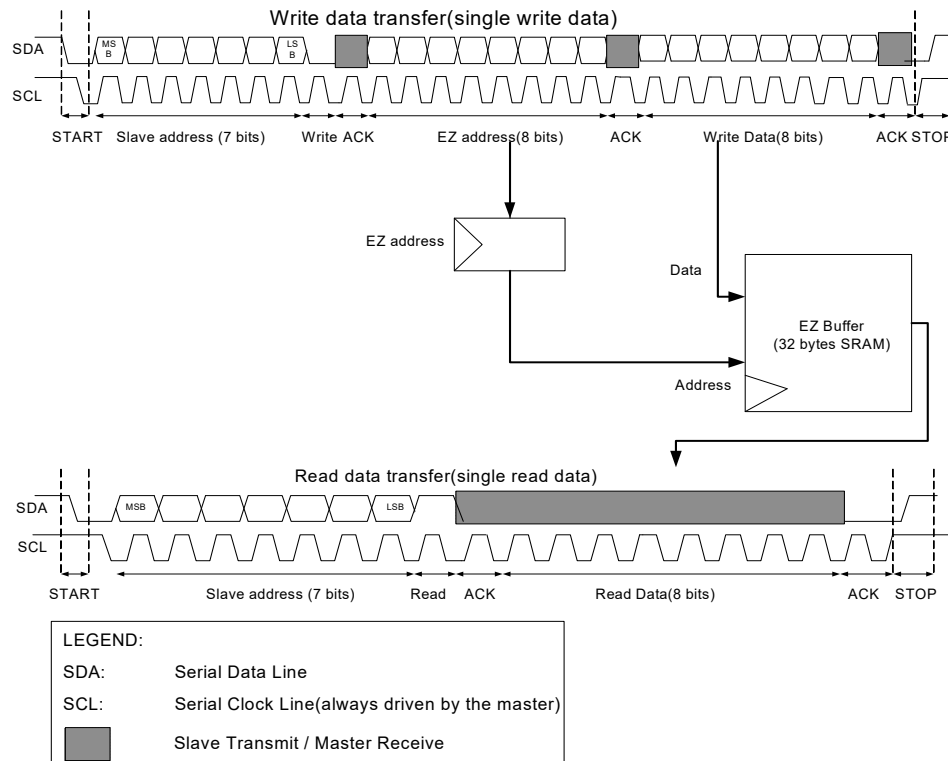 Write data transfer(single write data)
SDA
MS
B
LS
B
SCL
START
Slave address (7 bits)
Write ACK
EZ address(8 bits)
ACK
Write Data(8 bits)
ACK STOP
EZ address
Data
EZ Buffer
(32 bytes SRAM)
Address
Read data transfer(single read data)
SDA
MSB
LSB
SCL
START
Slave address (7 bits)
Read
ACK
Read Data(8 bits)
ACK
STOP
LEGEND:
SDA: Serial Data Line
SCL: Serial Clock Line(always driven by the master)
Slave Transmit / Master Receive